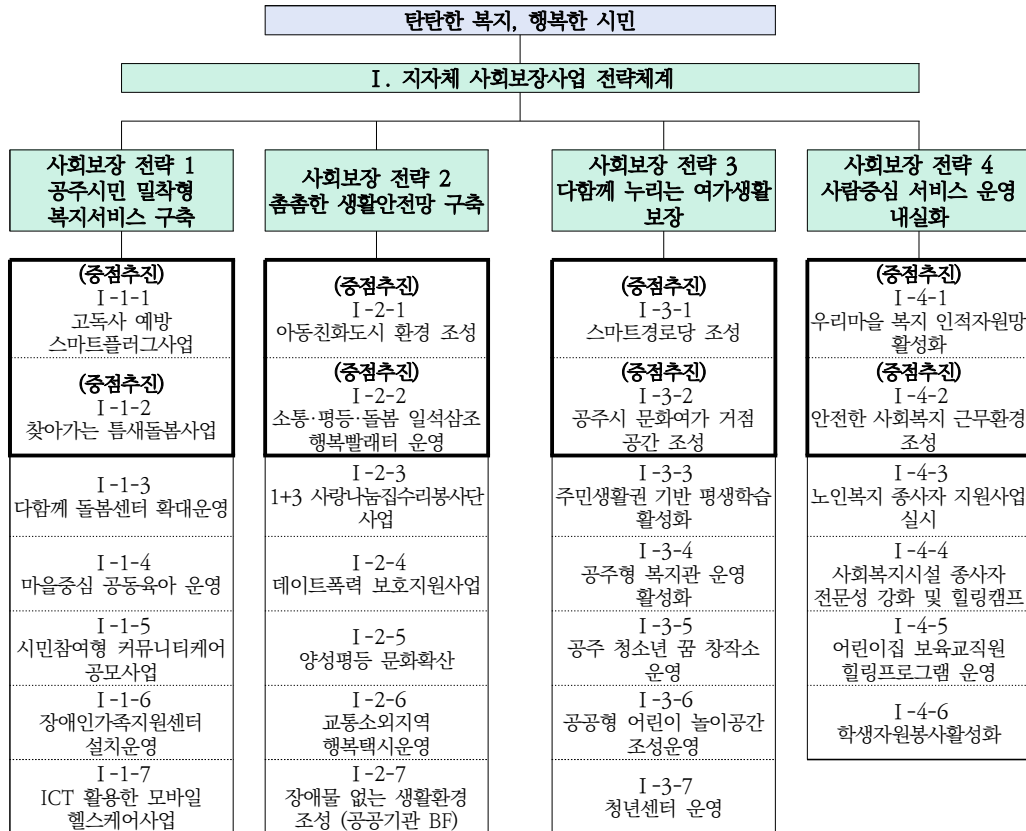 탄탄한 복지, 행복한 시민
Ⅰ. 지자체 사회보장사업 전략체계
사회보장 전략 1
공주시민 밀착형
복지서비스 구축
(중점추진)
Ⅰ-1-1
고독사 예방
스마트플러그사업
(중점추진)
Ⅰ-1-2
찾아가는 틈새돌봄사업
Ⅰ-1-3
다함께 돌봄센터 확대운영
Ⅰ-1-4
마을중심 공동육아 운영
Ⅰ-1-5
시민참여형 커뮤니티케어
공모사업
Ⅰ-1-6
장애인가족지원센터
설치운영
Ⅰ-1-7
ICT 활용한 모바일
헬스케어사업
사회보장 전략 2
촘촘한 생활안전망 구축
(중점추진)
Ⅰ-2-1
아동친화도시 환경 조성
(중점추진)
Ⅰ-2-2
소통·평등·돌봄 일석삼조
행복빨래터 운영
Ⅰ-2-3
1+3 사랑나눔집수리봉사단
사업
Ⅰ-2-4
데이트폭력 보호지원사업
Ⅰ-2-5
양성평등 문화확산
Ⅰ-2-6
교통소외지역
행복택시운영
Ⅰ-2-7
장애물 없는 생활환경
조성 (공공기관 BF)
사회보장 전략 3
다함께 누리는 여가생활
보장
(중점추진)
Ⅰ-3-1
스마트경로당 조성
(중점추진)
Ⅰ-3-2
공주시 문화여가 거점
공간 조성
Ⅰ-3-3
주민생활권 기반 평생학습
활성화
Ⅰ-3-4
공주형 복지관 운영
활성화
Ⅰ-3-5
공주 청소년 꿈 창작소
운영
Ⅰ-3-6
공공형 어린이 놀이공간
조성운영
Ⅰ-3-7
청년센터 운영
사회보장 전략 4
사람중심 서비스 운영
내실화
(중점추진)
Ⅰ-4-1
우리마을 복지 인적자원망
활성화
(중점추진)
Ⅰ-4-2
안전한 사회복지 근무환경
조성
Ⅰ-4-3
노인복지 종사자 지원사업
실시
Ⅰ-4-4
사회복지시설 종사자
전문성 강화 및 힐링캠프
Ⅰ-4-5
어린이집 보육교직원
힐링프로그램 운영
Ⅰ-4-6
학생자원봉사활성화